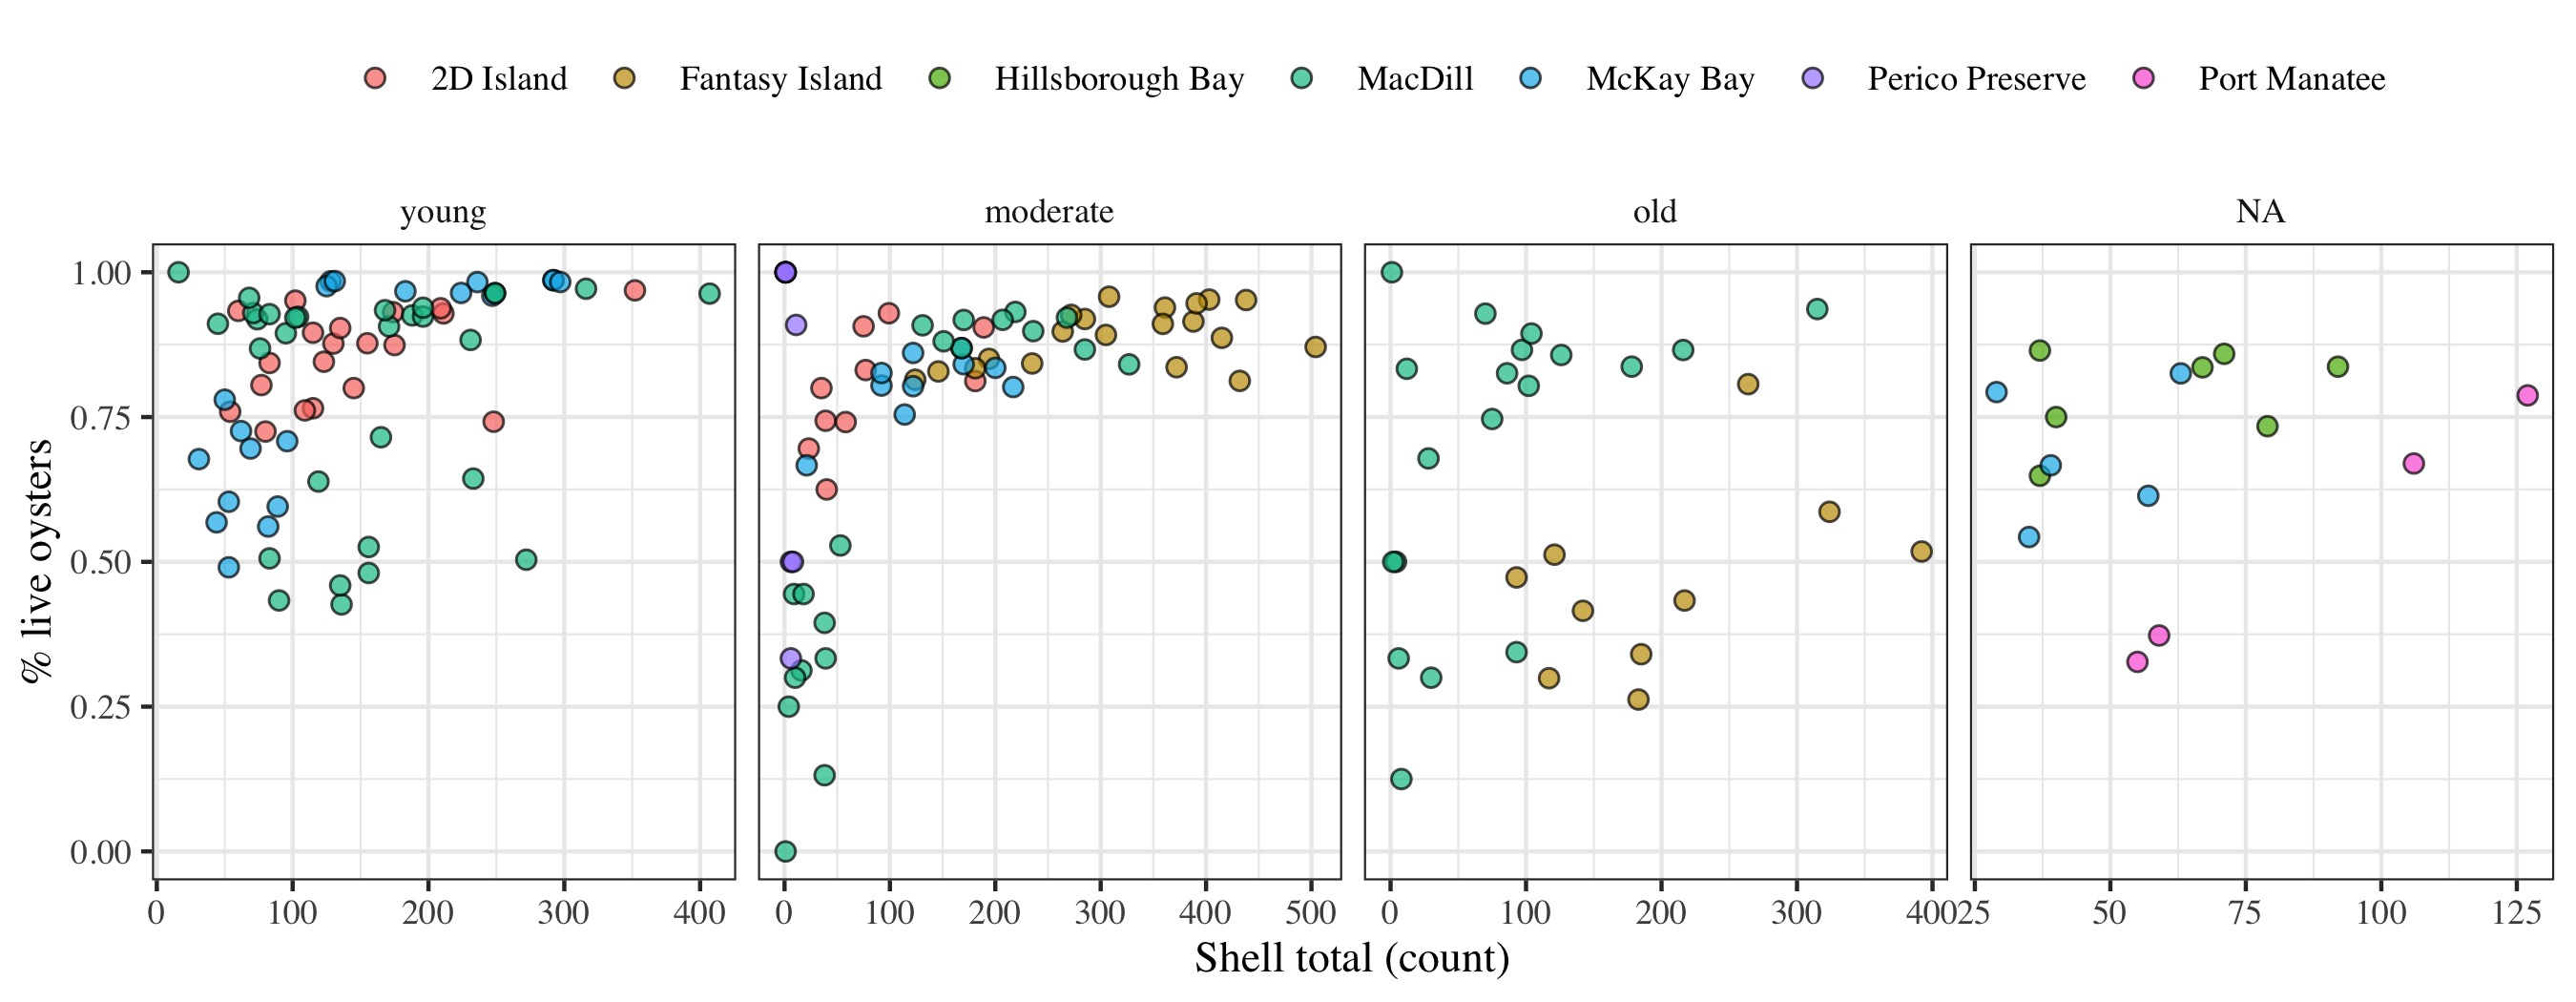 2D Island Fantasy Island Hillsborough Bay MacDill McKay Bay Perico Preserve Port Manatee
young moderate old NA
1.00
0.75
0.50
0.25
0.00
% live oysters
0 100 200 300 400 0 100 200 300 400 500 0 100 200 300 400 25 50 75 100 125
Shell total (count)